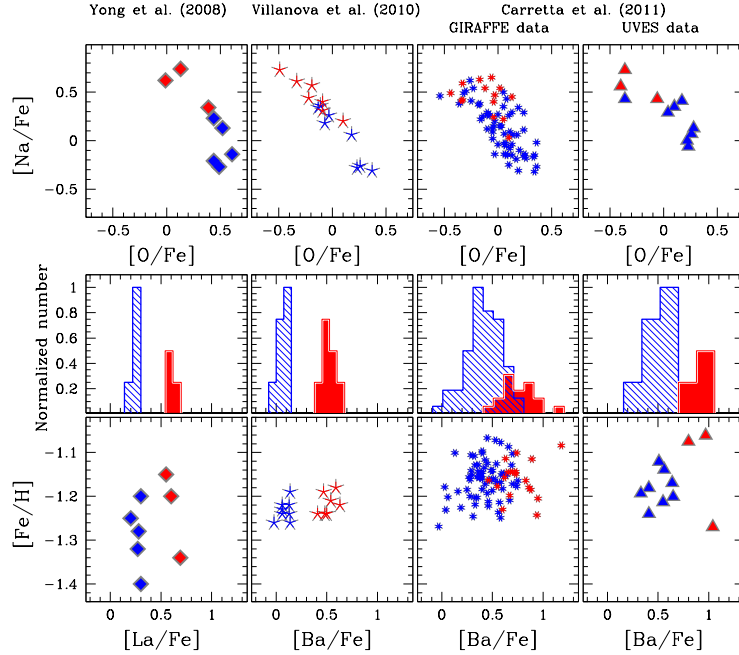 Yong et al. (2008) Villanova et al. (2010) Carretta et al. (2011)
GIRAFFE data UVES data
[Na/Fe]
0.5
0
−0.5
−0.5 0 0.5 −0.5 0 0.5 −0.5 0 0.5 −0.5 0 0.5
[O/Fe] [O/Fe] [O/Fe] [O/Fe]
Normalized number
1
0.8
0.6
0.4
0.2
[Fe/H]
-1.1
-1.2
-1.3
-1.4
0 0.5 1 0 0.5 1 0 0.5 1 0 0.5 1
[La/Fe] [Ba/Fe] [Ba/Fe] [Ba/Fe]